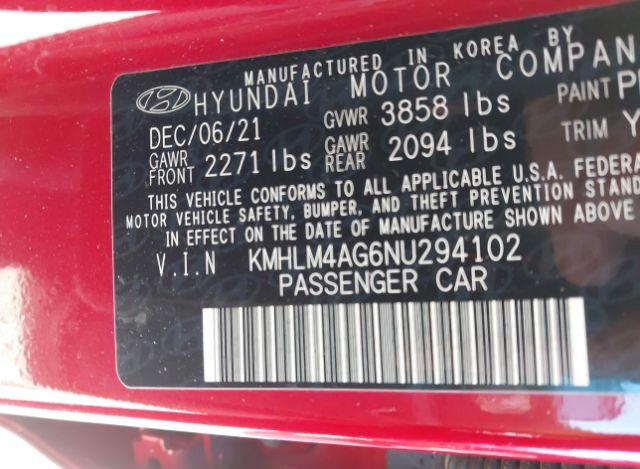 MANUFACTURED IN KOREA BY
HYUNDAI MOTOR COMPAN
DEC/06/21 GVWR 3858 lbs PAINT P
GAWR FRONT 2271 lbs GAWR REAR 2094 lbs TRIM Y
THIS VEHICLE CONFORMS TO ALL APPLICABLE U.S.A. FEDERA
MOTOR VEHICLE SAFETY, BUMPER, AND THEFT PREVENTION STAND
IN EFFECT ON THE DATE OF MANUFACTURE SHOWN ABOVE
V.I.N KMHLM4AG6NU294102
PASSENGER CAR